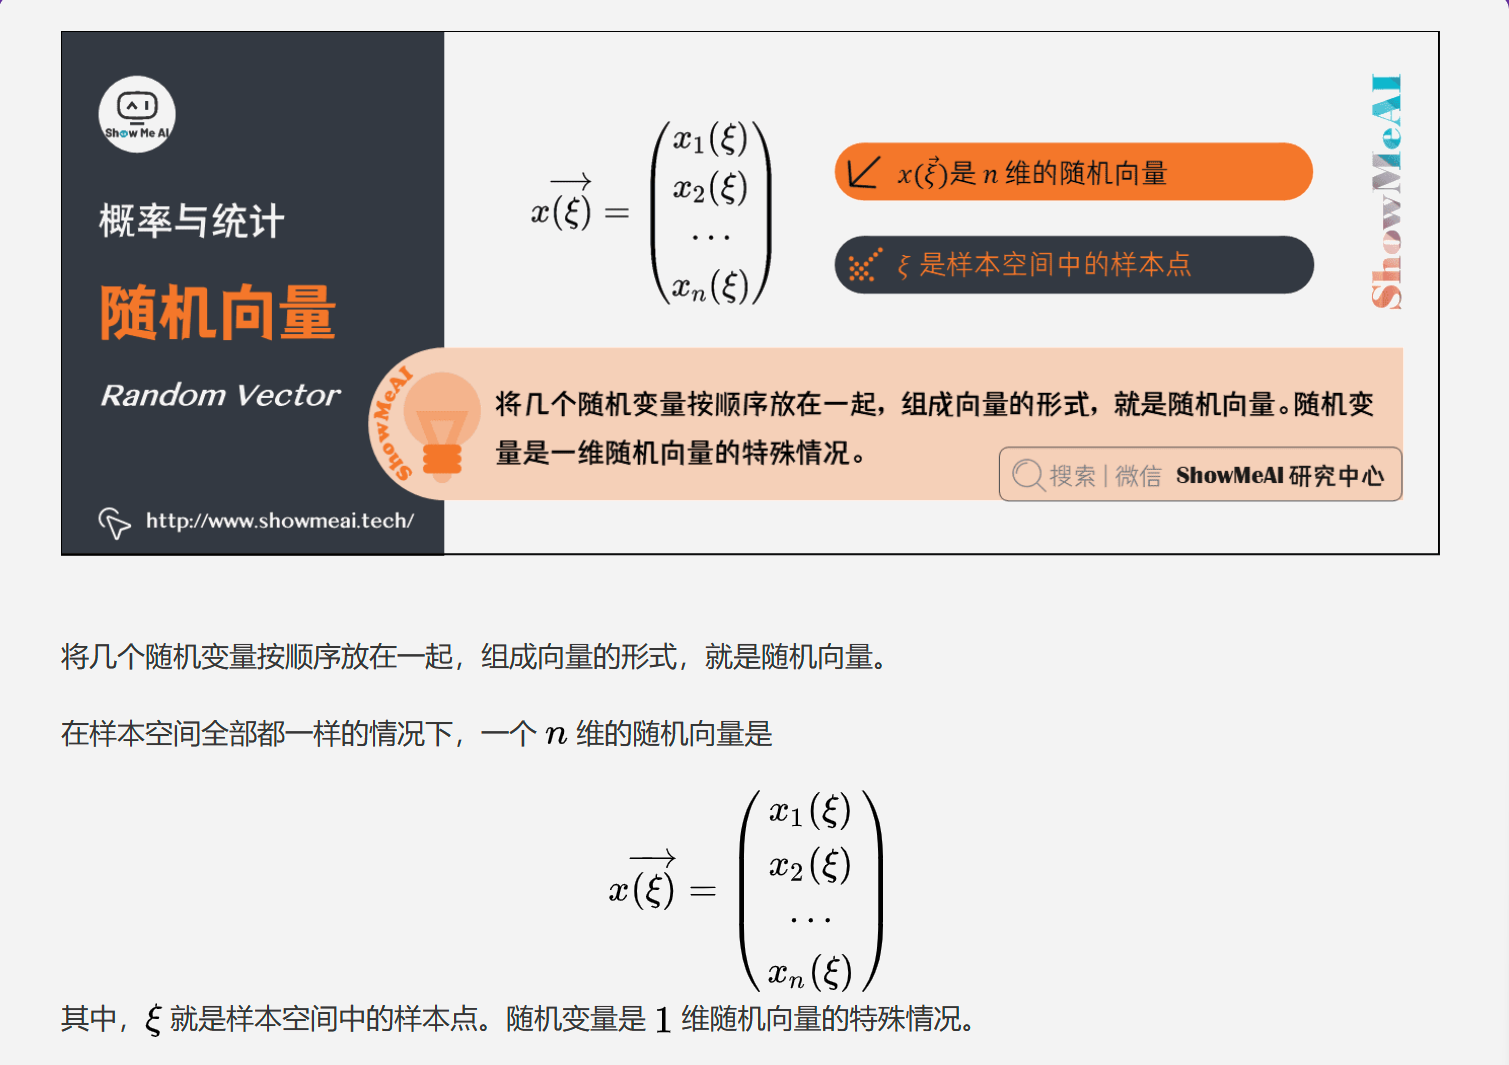 Show Me AI
概率与统计
随机向量
Random Vector
http://www.showmeai.tech/
$x\overrightarrow{(\xi)} = \begin{pmatrix} x_1(\xi) \\ x_2(\xi) \\ \cdots \\ x_n(\xi) \end{pmatrix}$
$x(\vec{\xi})$是 n 维的随机向量
ξ 是样本空间中的样本点
ShowMeAI
ShowMeAI
将几个随机变量按顺序放在一起，组成向量的形式，就是随机向量。随机变
量是一维随机向量的特殊情况。
搜索 | 微信 ShowMeAI 研究中心
将几个随机变量按顺序放在一起，组成向量的形式，就是随机向量。
在样本空间全部都一样的情况下，一个 n 维的随机向量是
$x\overrightarrow{(\xi)} = \begin{pmatrix} x_1(\xi) \\ x_2(\xi) \\ \cdots \\ x_n(\xi) \end{pmatrix}$
其中，ξ 就是样本空间中的样本点。随机变量是 1 维随机向量的特殊情况。